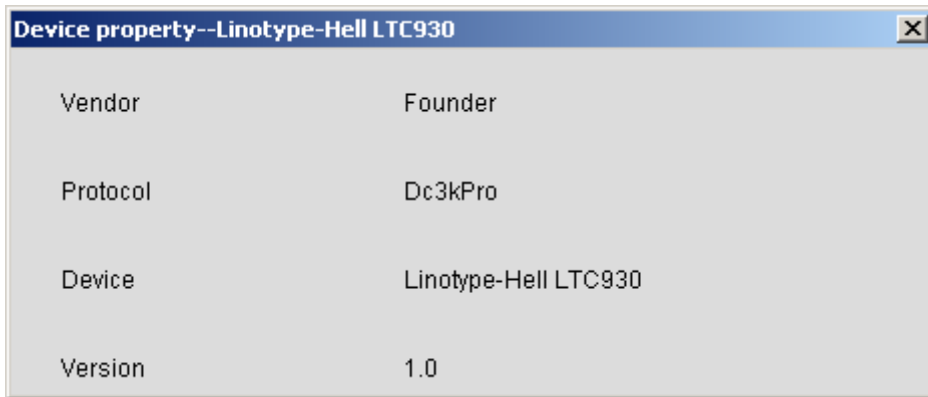 Device property--Linotype-Hell LTC930
Vendor Founder
Protocol Dc3kPro
Device Linotype-Hell LTC930
Version 1.0